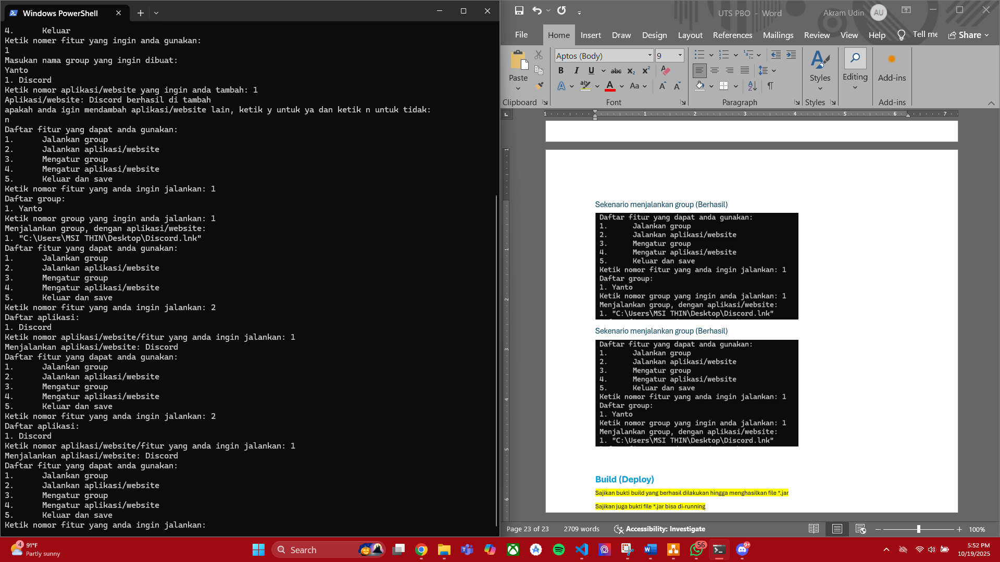 Windows PowerShell
4.      Keluar
Ketik nomer fitur yang ingin anda gunakan:
1
Masukan nama group yang ingin dibuat:
Yanto
1. Discord
Ketik nomor aplikasi/website yang ingin anda tambah: 1
Aplikasi/website: Discord berhasil di tambah
apakah anda igin mendambah aplikasi/website lain, ketik y untuk ya dan ketik n untuk tidak:
n
Daftar fitur yang dapat anda gunakan:
1.      Jalankan group
2.      Jalankan aplikasi/website
3.      Mengatur group
4.      Mengatur aplikasi/website
5.      Keluar dan save
Ketik nomor fitur yang anda ingin jalankan: 1
Daftar group:
1. Yanto
Ketik nomor group yang ingin anda jalankan: 1
Menjalankan group, dengan aplikasi/website:
1. "C:\Users\MSI THIN\Desktop\Discord.lnk"
Daftar fitur yang dapat anda gunakan:
1.      Jalankan group
2.      Jalankan aplikasi/website
3.      Mengatur group
4.      Mengatur aplikasi/website
5.      Keluar dan save
Ketik nomor fitur yang anda ingin jalankan: 2
Daftar aplikasi:
1. Discord
Ketik nomor aplikasi/website/fitur yang anda ingin jalankan: 1
Menjalankan aplikasi/website: Discord
Daftar fitur yang dapat anda gunakan:
1.      Jalankan group
2.      Jalankan aplikasi/website
3.      Mengatur group
4.      Mengatur aplikasi/website
5.      Keluar dan save
Ketik nomor fitur yang anda ingin jalankan: 2
Daftar aplikasi:
1. Discord
Ketik nomor aplikasi/website/fitur yang anda ingin jalankan: 1
Menjalankan aplikasi/website: Discord
Daftar fitur yang dapat anda gunakan:
1.      Jalankan group
2.      Jalankan aplikasi/website
3.      Mengatur group
4.      Mengatur aplikasi/website
5.      Keluar dan save
Ketik nomor fitur yang anda ingin jalankan:
UTS PBO - Word
Akram Udin AU
File Home Insert Draw Design Layout References Mailings Review View Help Tell me Share
Paste
Aptos (Body) 9
B I U abc X₂ X²
A ab A Aa A A
Styles
Editing
Add-ins
Clipboard Font Paragraph Styles Add-ins
1 1 2 3 4 5 6 7
1
1
2
3
4
5
6
Sekenario menjalankan group (Berhasil)
Daftar fitur yang dapat anda gunakan:
1.      Jalankan group
2.      Jalankan aplikasi/website
3.      Mengatur group
4.      Mengatur aplikasi/website
5.      Keluar dan save
Ketik nomor fitur yang anda ingin jalankan: 1
Daftar group:
1. Yanto
Ketik nomor group yang ingin anda jalankan: 1
Menjalankan group, dengan aplikasi/website:
1. "C:\Users\MSI THIN\Desktop\Discord.lnk"
Sekenario menjalankan group (Berhasil)
Daftar fitur yang dapat anda gunakan:
1.      Jalankan group
2.      Jalankan aplikasi/website
3.      Mengatur group
4.      Mengatur aplikasi/website
5.      Keluar dan save
Ketik nomor fitur yang anda ingin jalankan: 1
Daftar group:
1. Yanto
Ketik nomor group yang ingin anda jalankan: 1
Menjalankan group, dengan aplikasi/website:
1. "C:\Users\MSI THIN\Desktop\Discord.lnk"
Build (Deploy)
Sajikan bukti build yang berhasil dilakukan hingga menghasilkan file *.jar
Sajikan juga bukti file *.jar bisa di-running
Page 23 of 23 2709 words Accessibility: Investigate 100%
4
91°F
Partly sunny
Search
56
9+
5:52 PM
10/19/2025